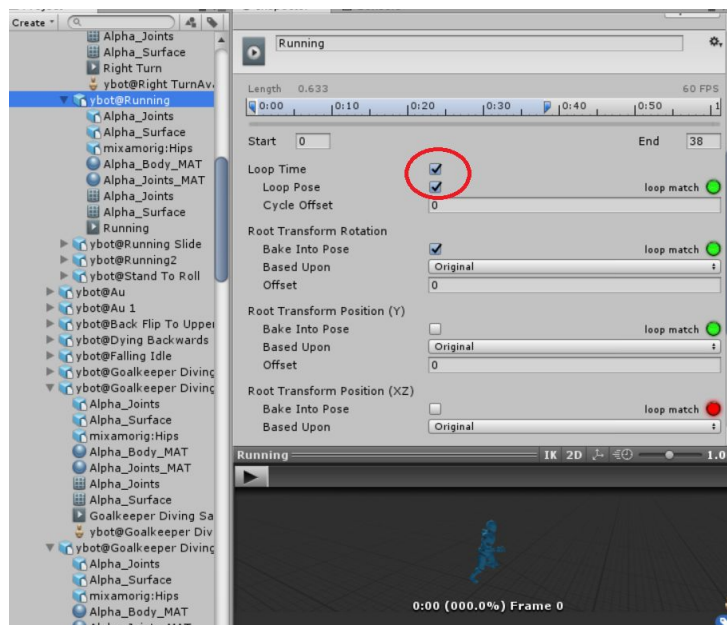 Create
Alpha_Joints
Alpha_Surface
Right Turn
ybot@Right TurnAv
ybot@Running
Alpha_Joints
Alpha_Surface
mixamorig:Hips
Alpha_Body_MAT
Alpha_Joints_MAT
Alpha_Joints
Alpha_Surface
Running
ybot@Running Slide
ybot@Running2
ybot@Stand To Roll
ybot@Au
ybot@Au 1
ybot@Back Flip To Upper
ybot@Dying Backwards
ybot@Falling Idle
ybot@Goalkeeper Diving
ybot@Goalkeeper Diving
Alpha_Joints
Alpha_Surface
mixamorig:Hips
Alpha_Body_MAT
Alpha_Joints_MAT
Alpha_Joints
Alpha_Surface
Goalkeeper Diving Sa
ybot@Goalkeeper Div
ybot@Goalkeeper Diving
Alpha_Joints
Alpha_Surface
mixamorig:Hips
Alpha_Body_MAT
Running
Length 0.633 60 FPS
0:00 0:10 0:20 0:30 0:40 0:50 1
Start 0 End 38
Loop Time
Loop Pose loop match
Cycle Offset 0
Root Transform Rotation
Bake Into Pose loop match
Based Upon Original
Offset 0
Root Transform Position (Y)
Bake Into Pose loop match
Based Upon Original
Offset 0
Root Transform Position (XZ)
Bake Into Pose loop match
Based Upon Original
Running IK 2D 1.0
0:00 (000.0%) Frame 0